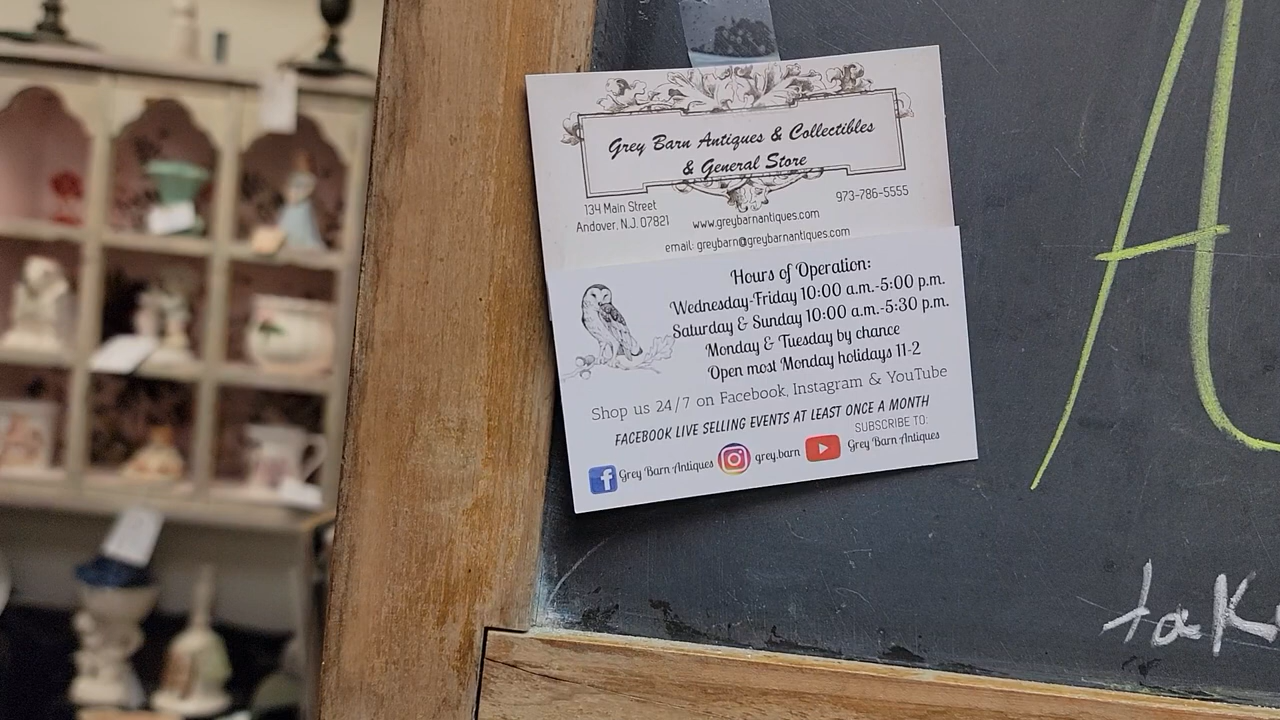 Grey Barn Antiques & Collectibles
& General Store
134 Main Street
Andover, N.J. 07821
973-786-5555
www.greybarnantiques.com
email: greybarn@greybarnantiques.com
Hours of Operation:
Wednesday-Friday 10:00 a.m.-5:00 p.m.
Saturday & Sunday 10:00 a.m.-5:30 p.m.
Monday & Tuesday by chance
Open most Monday holidays 11-2
Shop us 24/7 on Facebook, Instagram & YouTube
FACEBOOK LIVE SELLING EVENTS AT LEAST ONCE A MONTH
Grey Barn Antiques
grey.barn
SUBSCRIBE TO:
Grey Barn Antiques